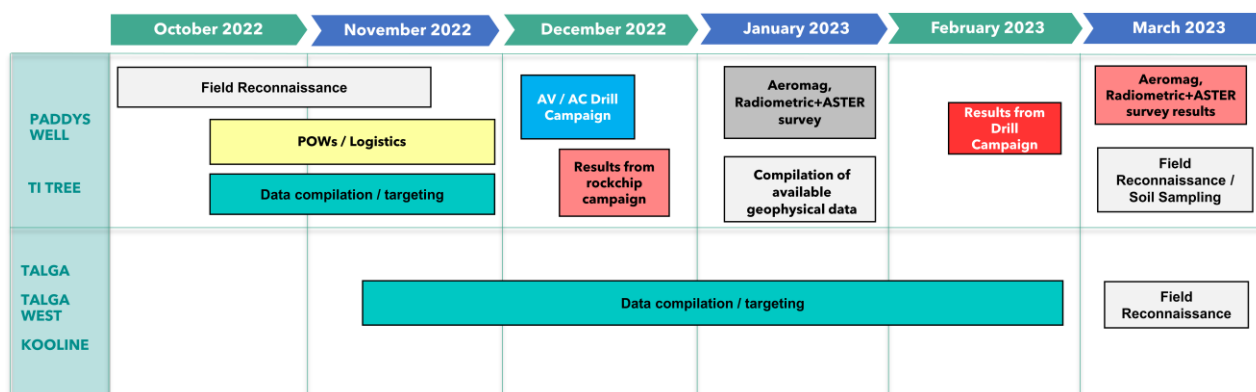 October 2022
November 2022
December 2022
January 2023
February 2023
March 2023
PADDYS
WELL
TI TREE
Field Reconnaissance
POWs / Logistics
Data compilation / targeting
AV / AC Drill
Campaign
Results from
rockchip
campaign
Aeromag,
Radiometric+ASTER
survey
Compilation of
available
geophysical data
Results from
Drill
Campaign
Aeromag,
Radiometric+ASTER
survey results
Field
Reconnaissance /
Soil Sampling
TALGA
TALGA
WEST
KOOLINE
Data compilation / targeting
Field
Reconnaissance